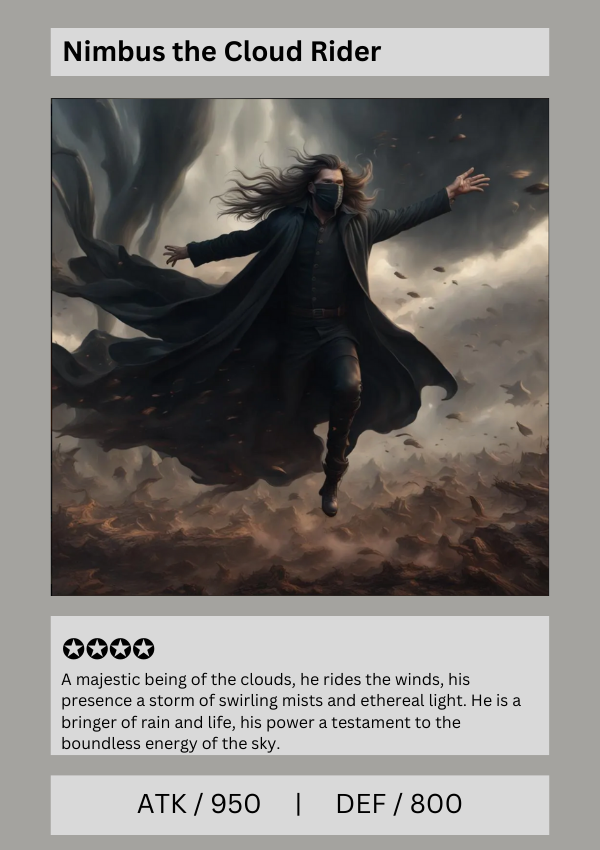 Nimbus the Cloud Rider
✪✪✪✪
A majestic being of the clouds, he rides the winds, his
presence a storm of swirling mists and ethereal light. He is a
bringer of rain and life, his power a testament to the
boundless energy of the sky.
ATK / 950 | DEF / 800